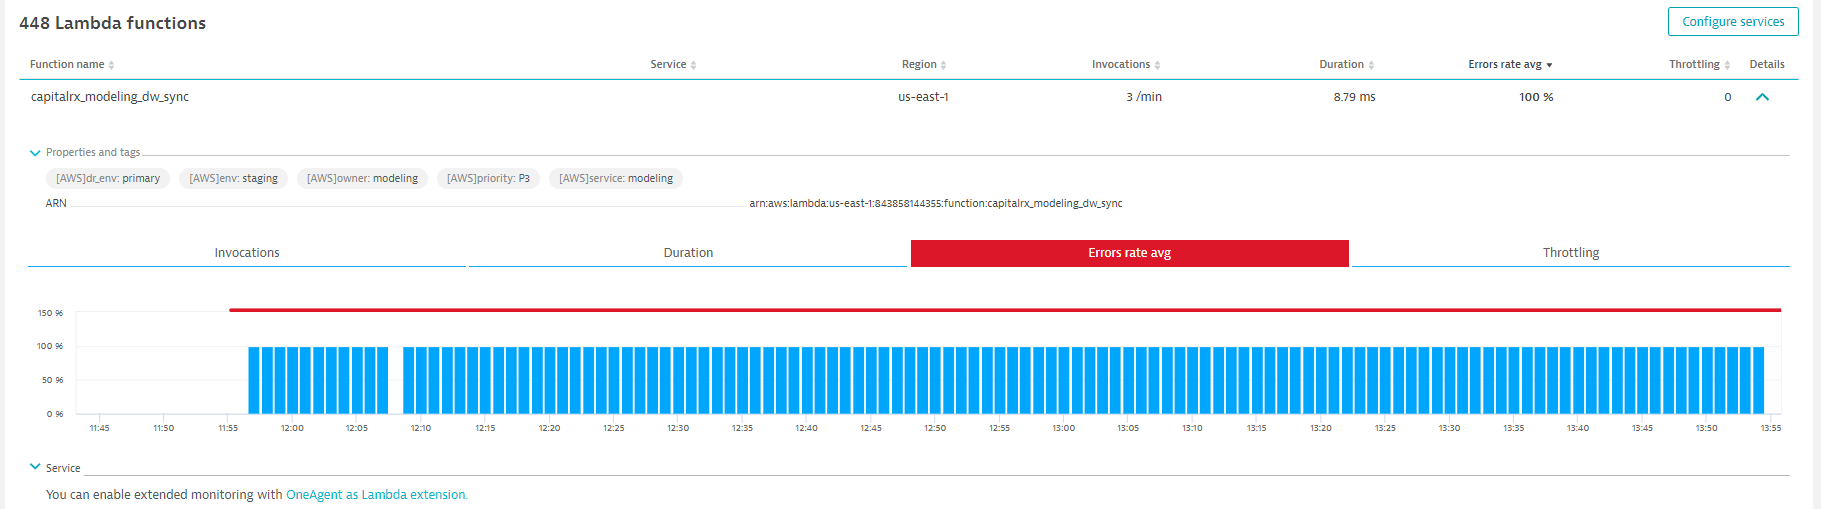 448 Lambda functions
Configure services
Function name Service Region Invocations Duration Errors rate avg Throttling Details
capitalrx_modeling_dw_sync us-east-1 3 /min 8.79 ms 100 % 0
Properties and tags
[AWS]dr_env: primary [AWS]env: staging [AWS]owner: modeling [AWS]priority: P3 [AWS]service: modeling
ARN arn:aws:lambda:us-east-1:843858144355:function:capitalrx_modeling_dw_sync
Invocations Duration Errors rate avg Throttling
150 %
100 %
50 %
0 %
11:45 11:50 11:55 12:00 12:05 12:10 12:15 12:20 12:25 12:30 12:35 12:40 12:45 12:50 12:55 13:00 13:05 13:10 13:15 13:20 13:25 13:30 13:35 13:40 13:45 13:50 13:55
Service
You can enable extended monitoring with OneAgent as Lambda extension.